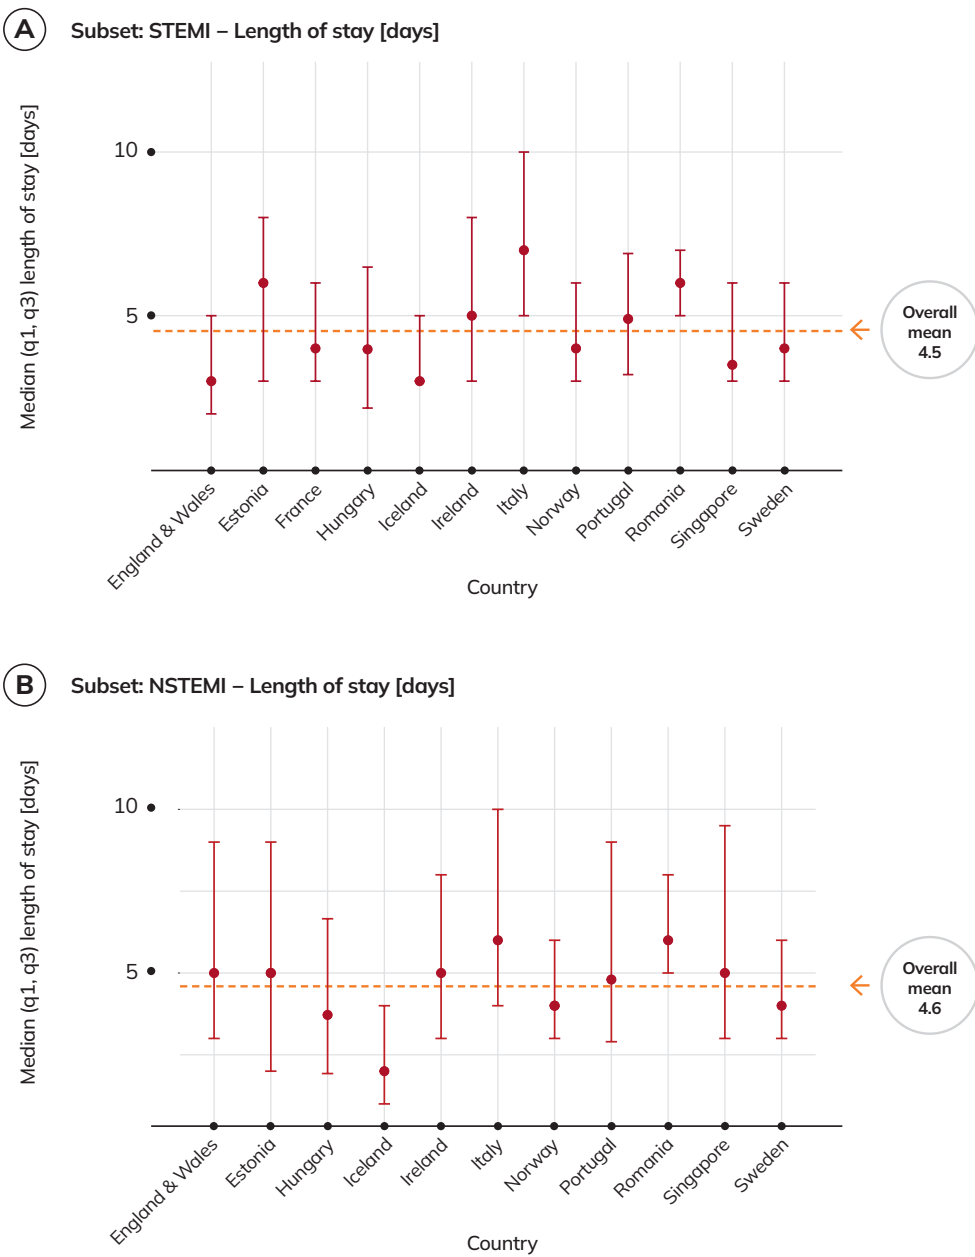 A
Subset: STEMI – Length of stay [days]
Median (q1, q3) length of stay [days]
10
5
Overall
mean
4.5
England & Wales
Estonia
France
Hungary
Iceland
Ireland
Italy
Norway
Portugal
Romania
Singapore
Sweden
Country
B
Subset: NSTEMI – Length of stay [days]
Median (q1, q3) length of stay [days]
10
5
Overall
mean
4.6
England & Wales
Estonia
Hungary
Iceland
Ireland
Italy
Norway
Portugal
Romania
Singapore
Sweden
Country